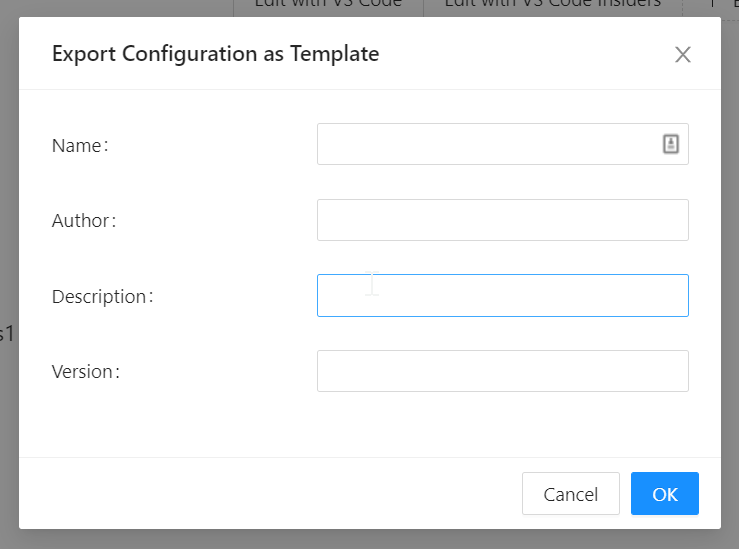 Edit with VS Code Edit with VS Code Insiders
Export Configuration as Template
Name:
Author:
Description:
s1
Version:
Cancel OK